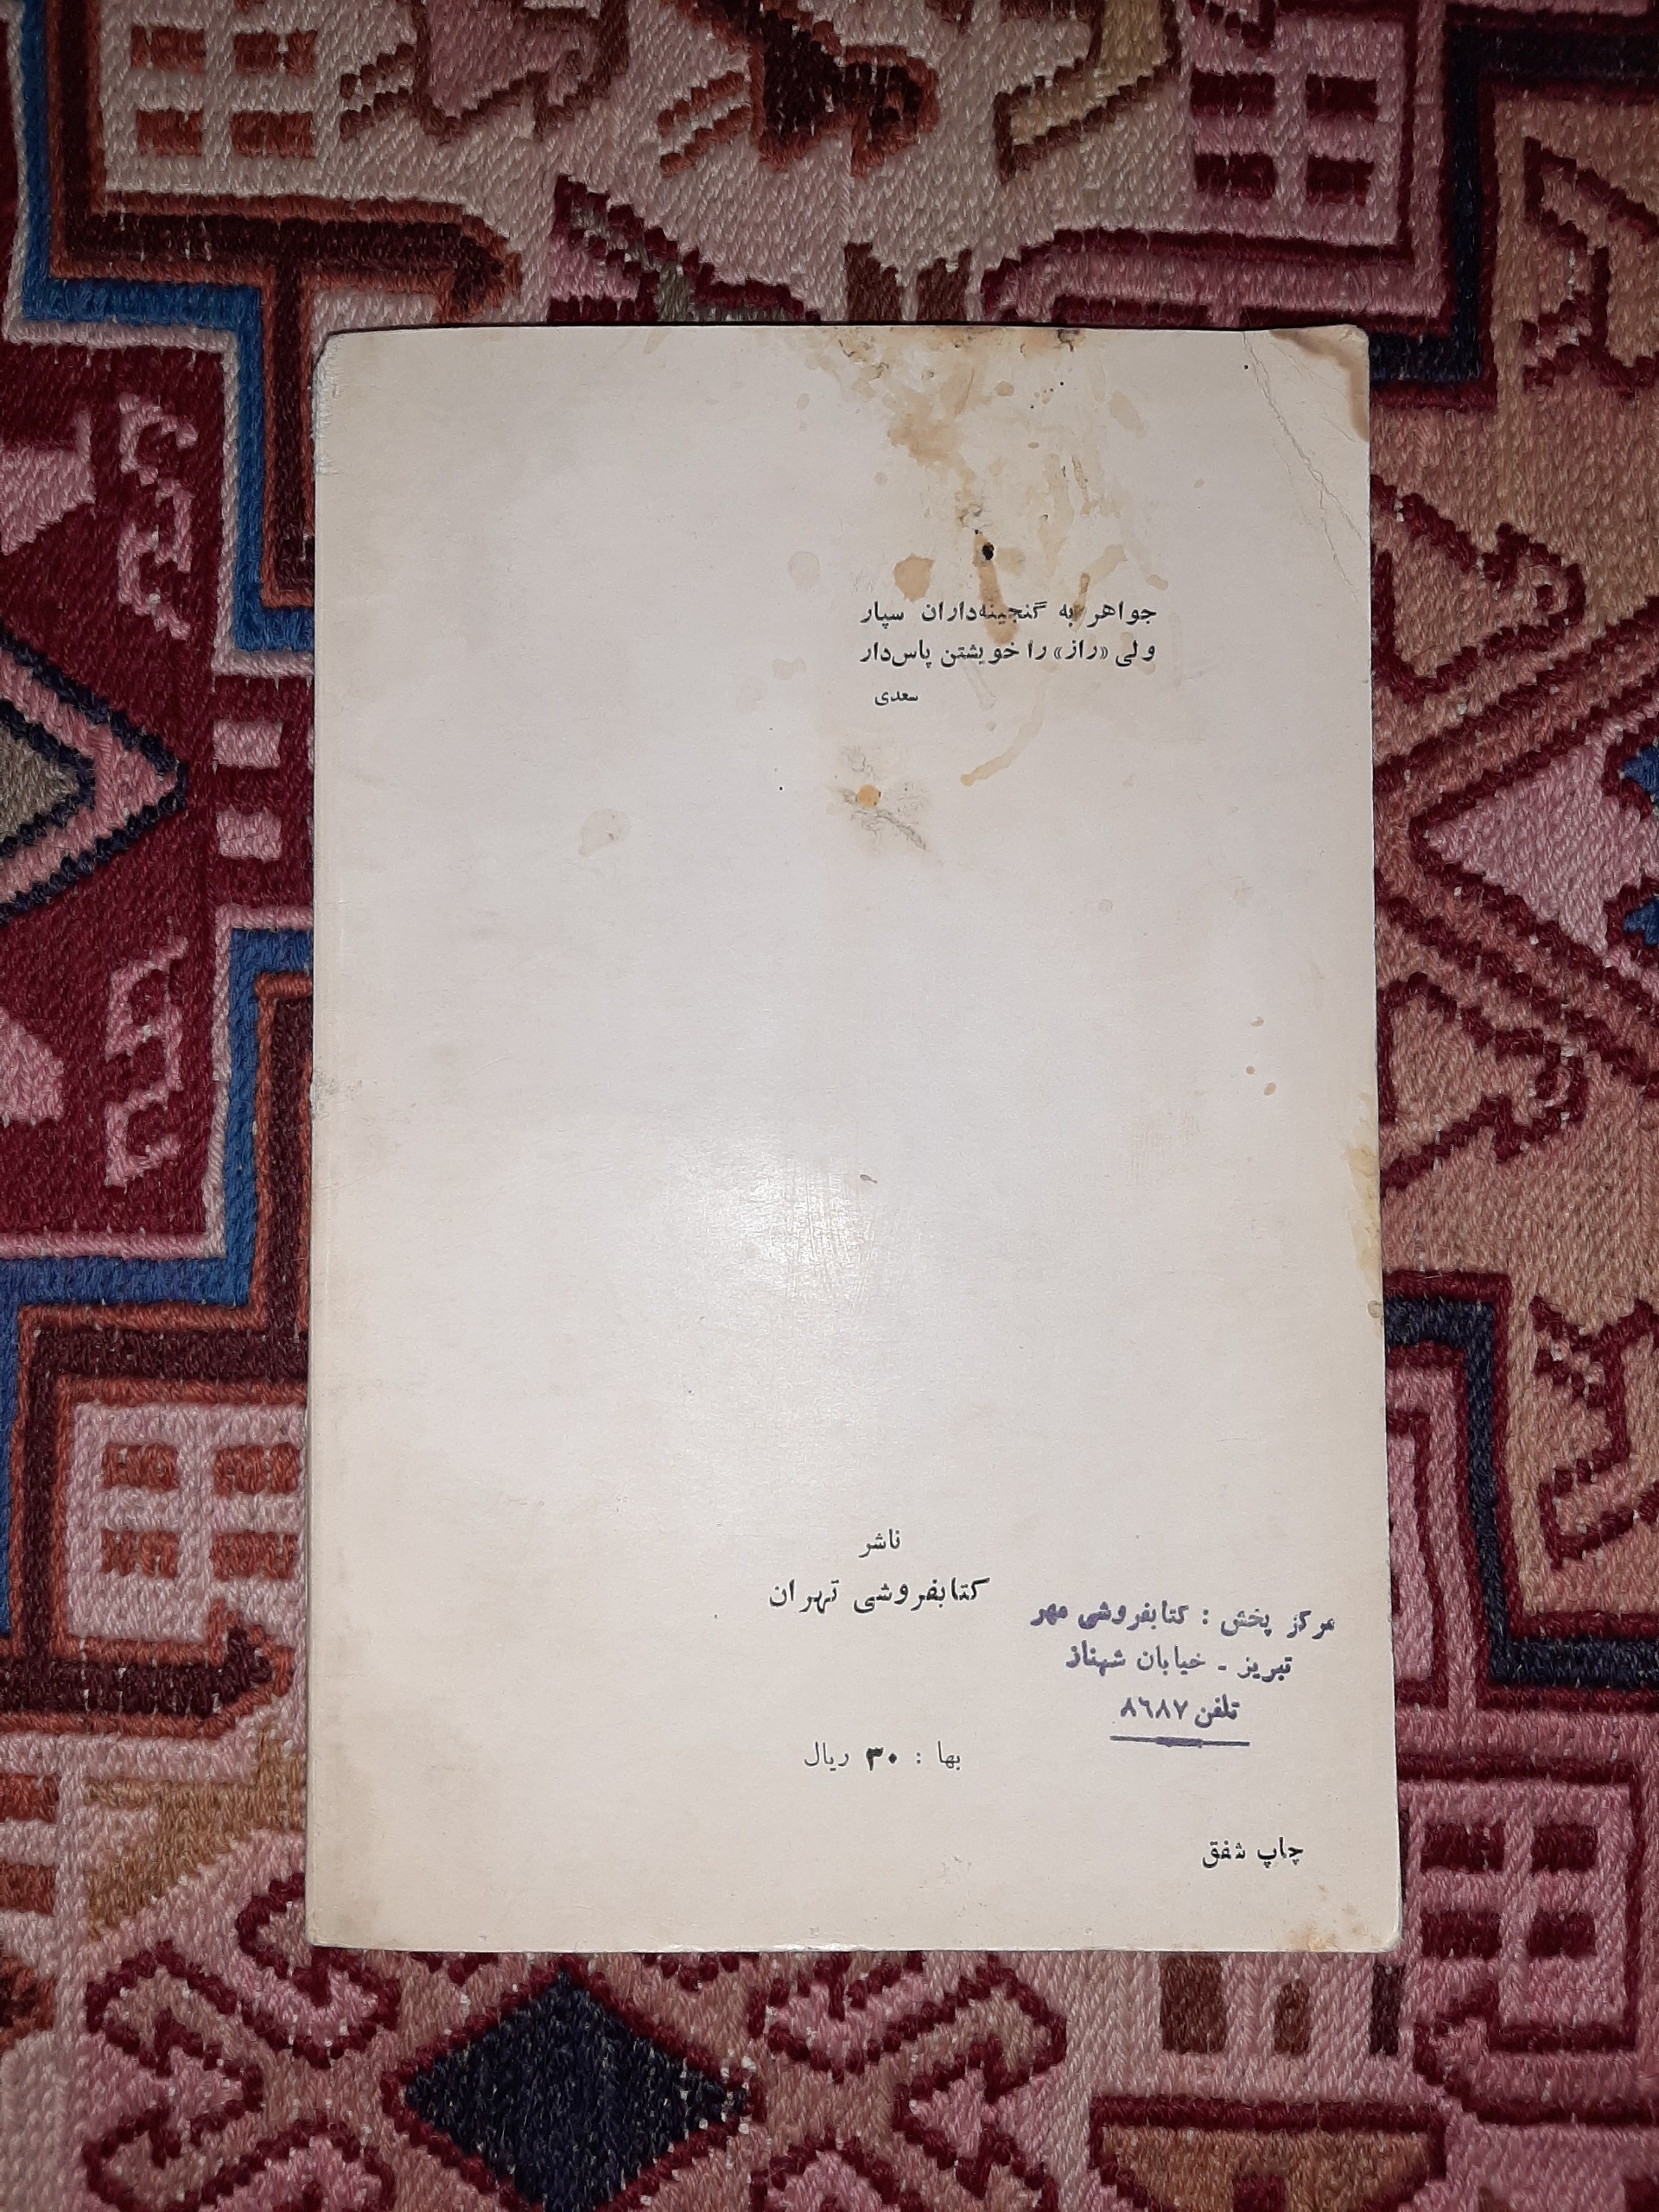 جواهر به گنجینه‌داران سپار
ولی «راز» را خویشتن پاس‌دار
سعدی
ناشر
کتابفروشی تهران
مرکز پخش : کتابفروشی مهر
تبریز - خیابان شهناز
تلفن ۸٦۸۷
بها : ۳۰ ریال
چاپ شفق